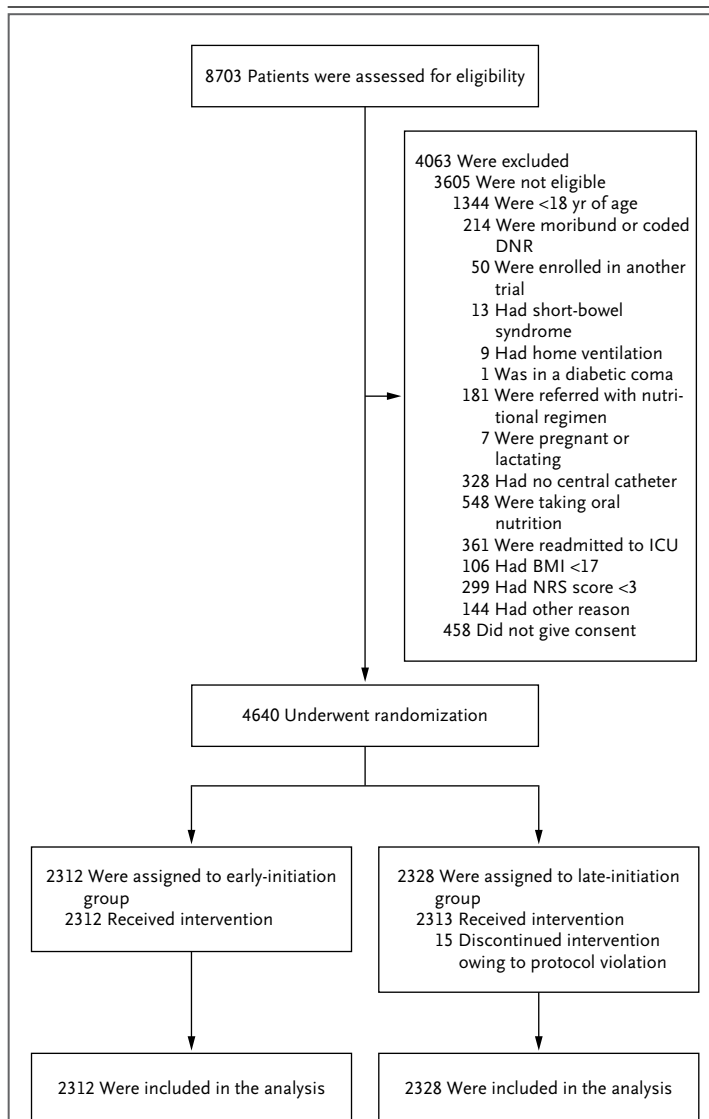 8703 Patients were assessed for eligibility
4063 Were excluded
3605 Were not eligible
1344 Were <18 yr of age
214 Were moribund or coded
DNR
50 Were enrolled in another
trial
13 Had short-bowel
syndrome
9 Had home ventilation
1 Was in a diabetic coma
181 Were referred with nutri-
tional regimen
7 Were pregnant or
lactating
328 Had no central catheter
548 Were taking oral
nutrition
361 Were readmitted to ICU
106 Had BMI <17
299 Had NRS score <3
144 Had other reason
458 Did not give consent
4640 Underwent randomization
2312 Were assigned to early-initiation
group
2312 Received intervention
2328 Were assigned to late-initiation
group
2313 Received intervention
15 Discontinued intervention
owing to protocol violation
2312 Were included in the analysis
2328 Were included in the analysis